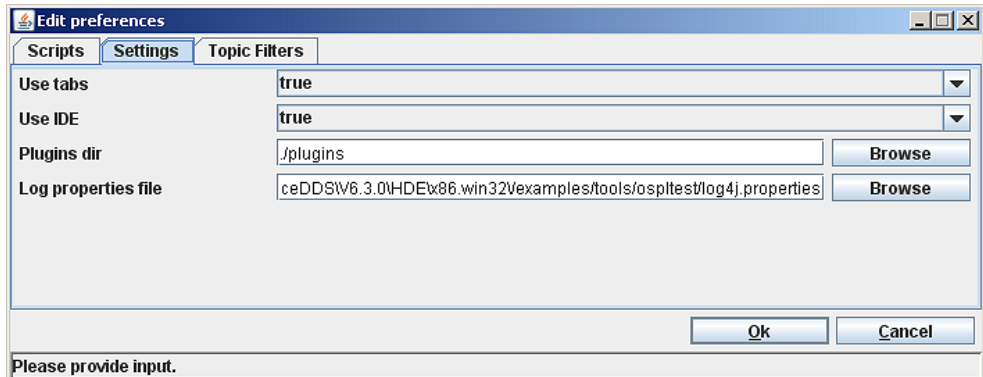 Edit preferences
Scripts Settings Topic Filters
Use tabs true
Use IDE true
Plugins dir ./plugins Browse
Log properties file ceDDS\V6.3.0\HDE\x86.win32\/examples/tools/ospltest/log4j.properties Browse
Ok Cancel
Please provide input.